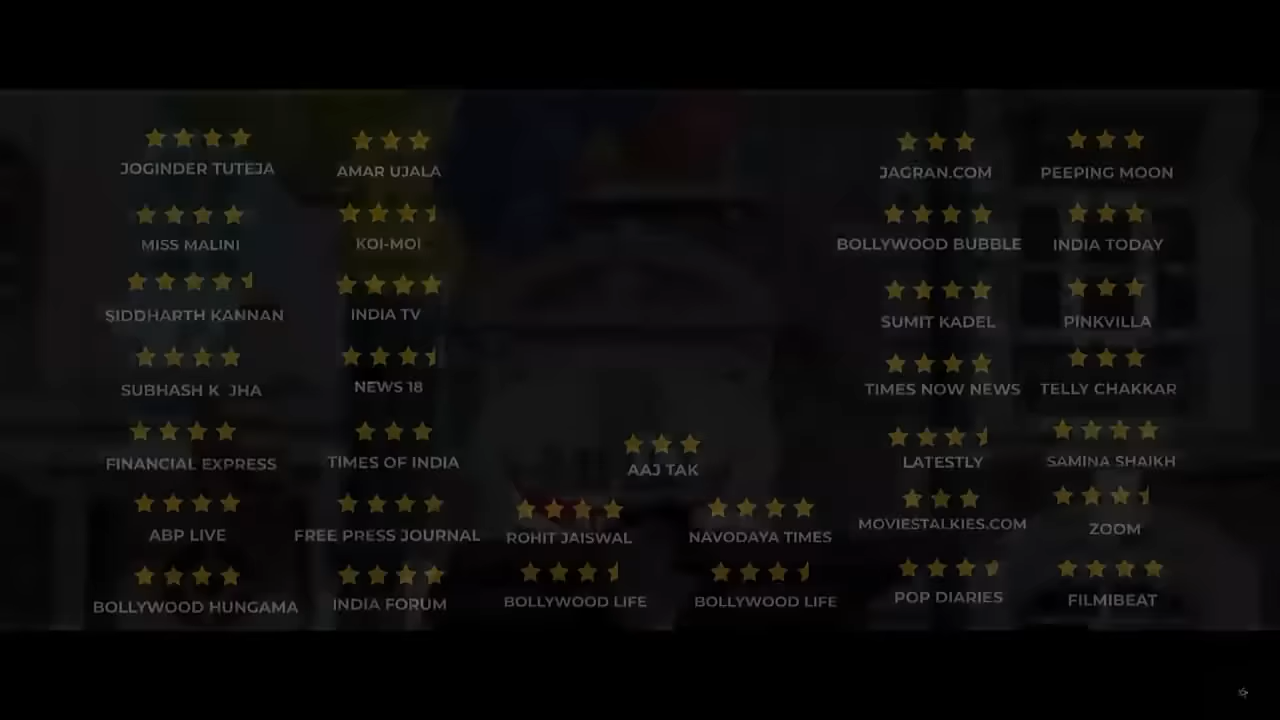 JOGINDER TUTEJA
AMAR UJALA
JAGRAN.COM
PEEPING MOON
MISS MALINI
KOI-MOI
BOLLYWOOD BUBBLE
INDIA TODAY
SIDDHARTH KANNAN
INDIA TV
SUMIT KADEL
PINKVILLA
SUBHASH K JHA
NEWS 18
TIMES NOW NEWS
TELLY CHAKKAR
FINANCIAL EXPRESS
TIMES OF INDIA
AAJ TAK
LATESTLY
SAMINA SHAIKH
ABP LIVE
FREE PRESS JOURNAL
ROHIT JAISWAL
NAVODAYA TIMES
MOVIESTALKIES.COM
ZOOM
BOLLYWOOD HUNGAMA
INDIA FORUM
BOLLYWOOD LIFE
BOLLYWOOD LIFE
POP DIARIES
FILMIBEAT